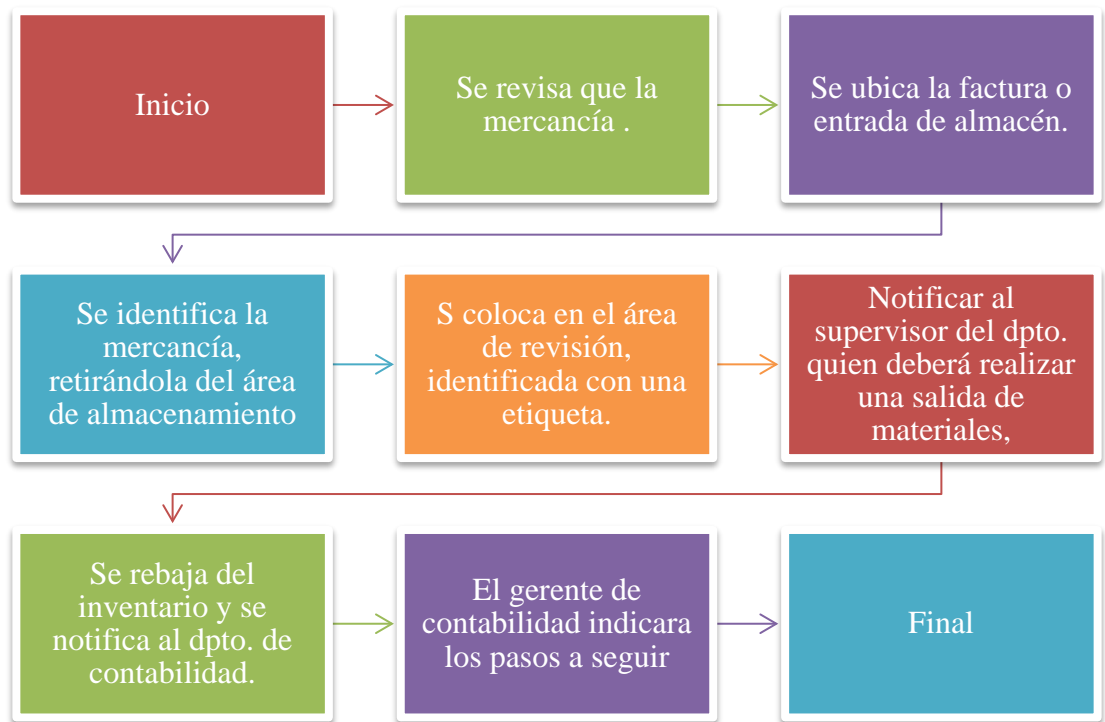 Inicio
Se revisa que la
mercancía .
Se ubica la factura o
entrada de almacén.
Se identifica la
mercancía,
retirándola del área
de almacenamiento
S coloca en el área
de revisión,
identificada con una
etiqueta.
Notificar al
supervisor del dpto.
quien deberá realizar
una salida de
materiales,
Se rebaja del
inventario y se
notifica al dpto. de
contabilidad.
El gerente de
contabilidad indicara
los pasos a seguir
Final